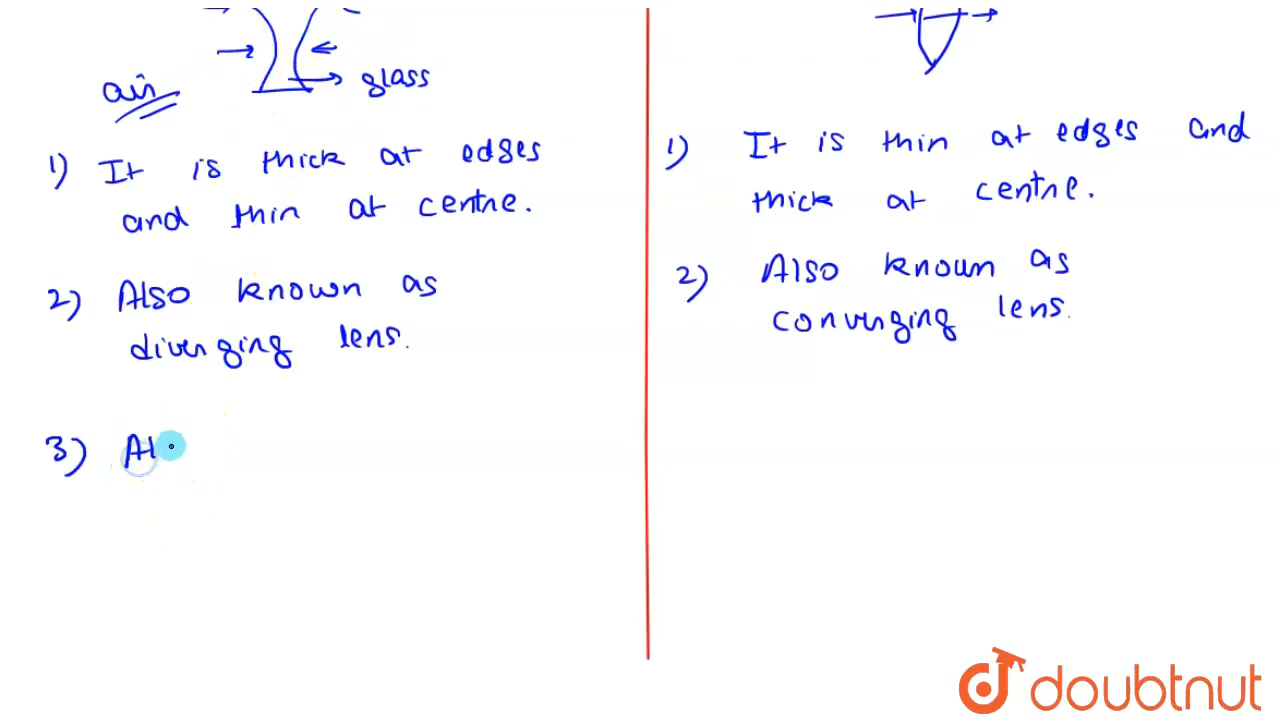 air
glass
1) It is thick at edges
and thin at centre.
2) Also known as
diverging lens.
3) Al
1) It is thin at edges and
thick at centre.
2) Also known as
converging lens.
doubtnut